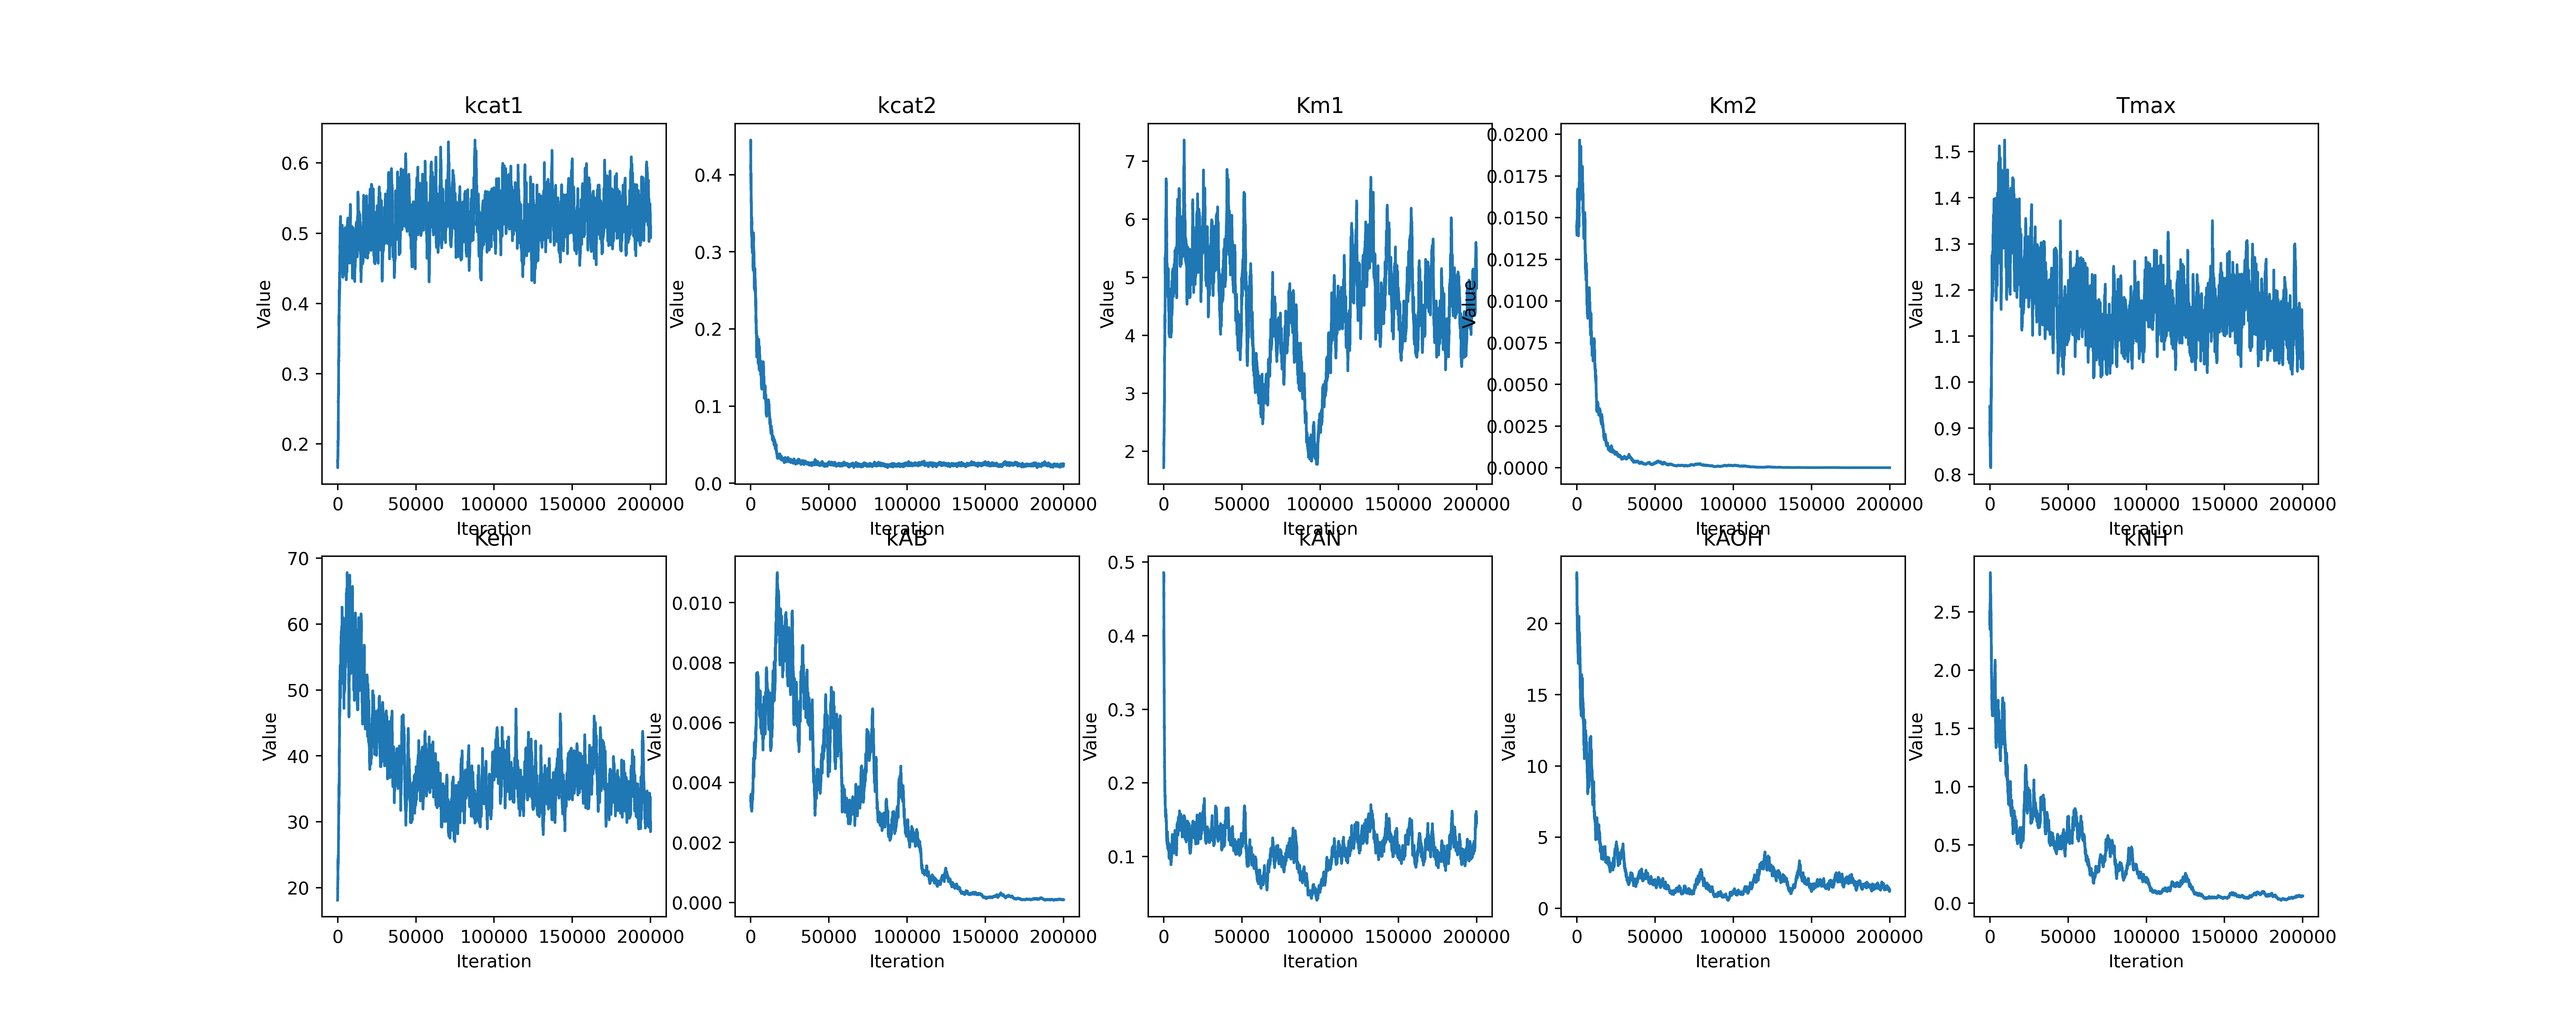 kcat1
0.6
0.5
0.4
0.3
0.2
Value
0 50000 100000 150000 200000
Iteration
kcat2
0.4
0.3
0.2
0.1
0.0
Value
0 50000 100000 150000 200000
Iteration
Km1
7
6
5
4
3
2
Value
0 50000 100000 150000 200000
Iteration
Km2
0.0200
0.0175
0.0150
0.0125
0.0100
0.0075
0.0050
0.0025
0.0000
Value
0 50000 100000 150000 200000
Iteration
Tmax
1.5
1.4
1.3
1.2
1.1
1.0
0.9
0.8
Value
0 50000 100000 150000 200000
Iteration
Ken
70
60
50
40
30
20
Value
0 50000 100000 150000 200000
Iteration
kAB
0.010
0.008
0.006
0.004
0.002
0.000
Value
0 50000 100000 150000 200000
Iteration
kAN
0.5
0.4
0.3
0.2
0.1
Value
0 50000 100000 150000 200000
Iteration
kAOH
20
15
10
5
0
Value
0 50000 100000 150000 200000
Iteration
kNH
2.5
2.0
1.5
1.0
0.5
0.0
Value
0 50000 100000 150000 200000
Iteration